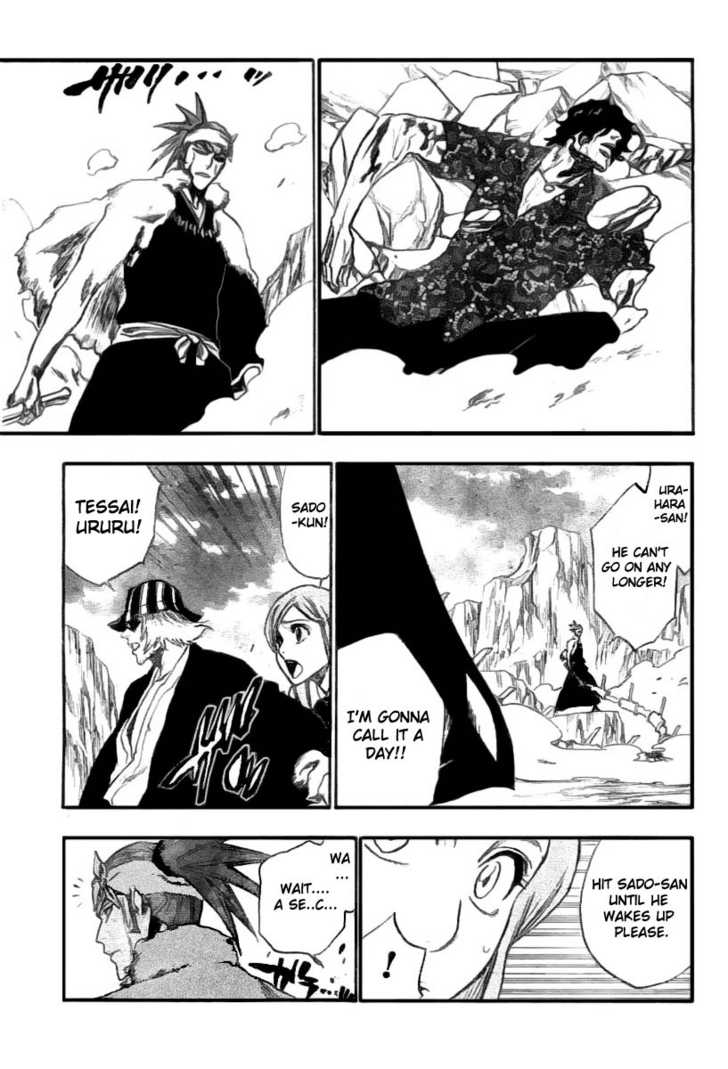 URA-
HARA
-SAN!
HE CAN'T
GO ON ANY
LONGER!
I'M GONNA
CALL IT A
DAY!!
SADO
-KUN!
TESSAI!
URURU!
HIT SADO-SAN
UNTIL HE
WAKES UP
PLEASE.
!
WA
...
WAIT....
A SE..C...